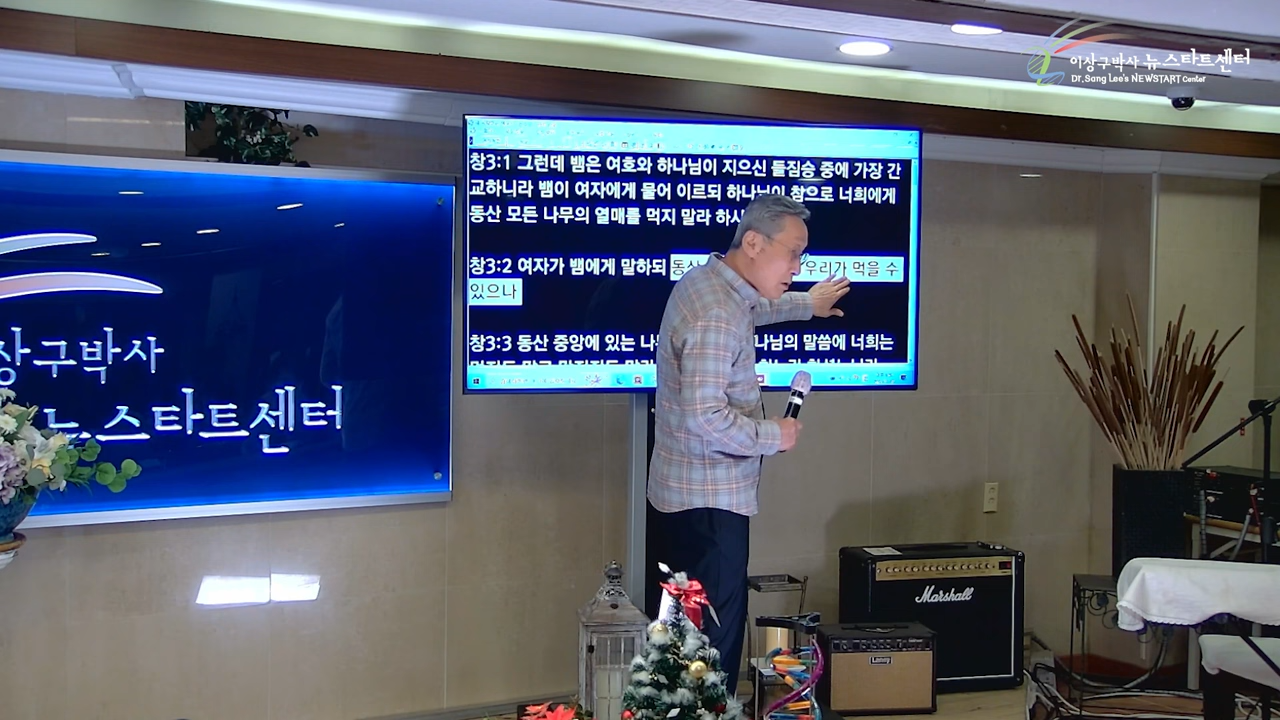 이상구박사 뉴스타트센터
Dr.Sang Lee's NEWSTART Center
창3:1 그런데 뱀은 여호와 하나님이 지으신 들짐승 중에 가장 간
교하니라 뱀이 여자에게 물어 이르되 하나님이 참으로 너희에게
동산 모든 나무의 열매를 먹지 말라 하시
창3:2 여자가 뱀에게 말하되 동산 우리가 먹을 수
있으나
창3:3 동산 중앙에 있는 나 나님의 말씀에 너희는
상구박사
뉴스타트센터
Marshall
Laney